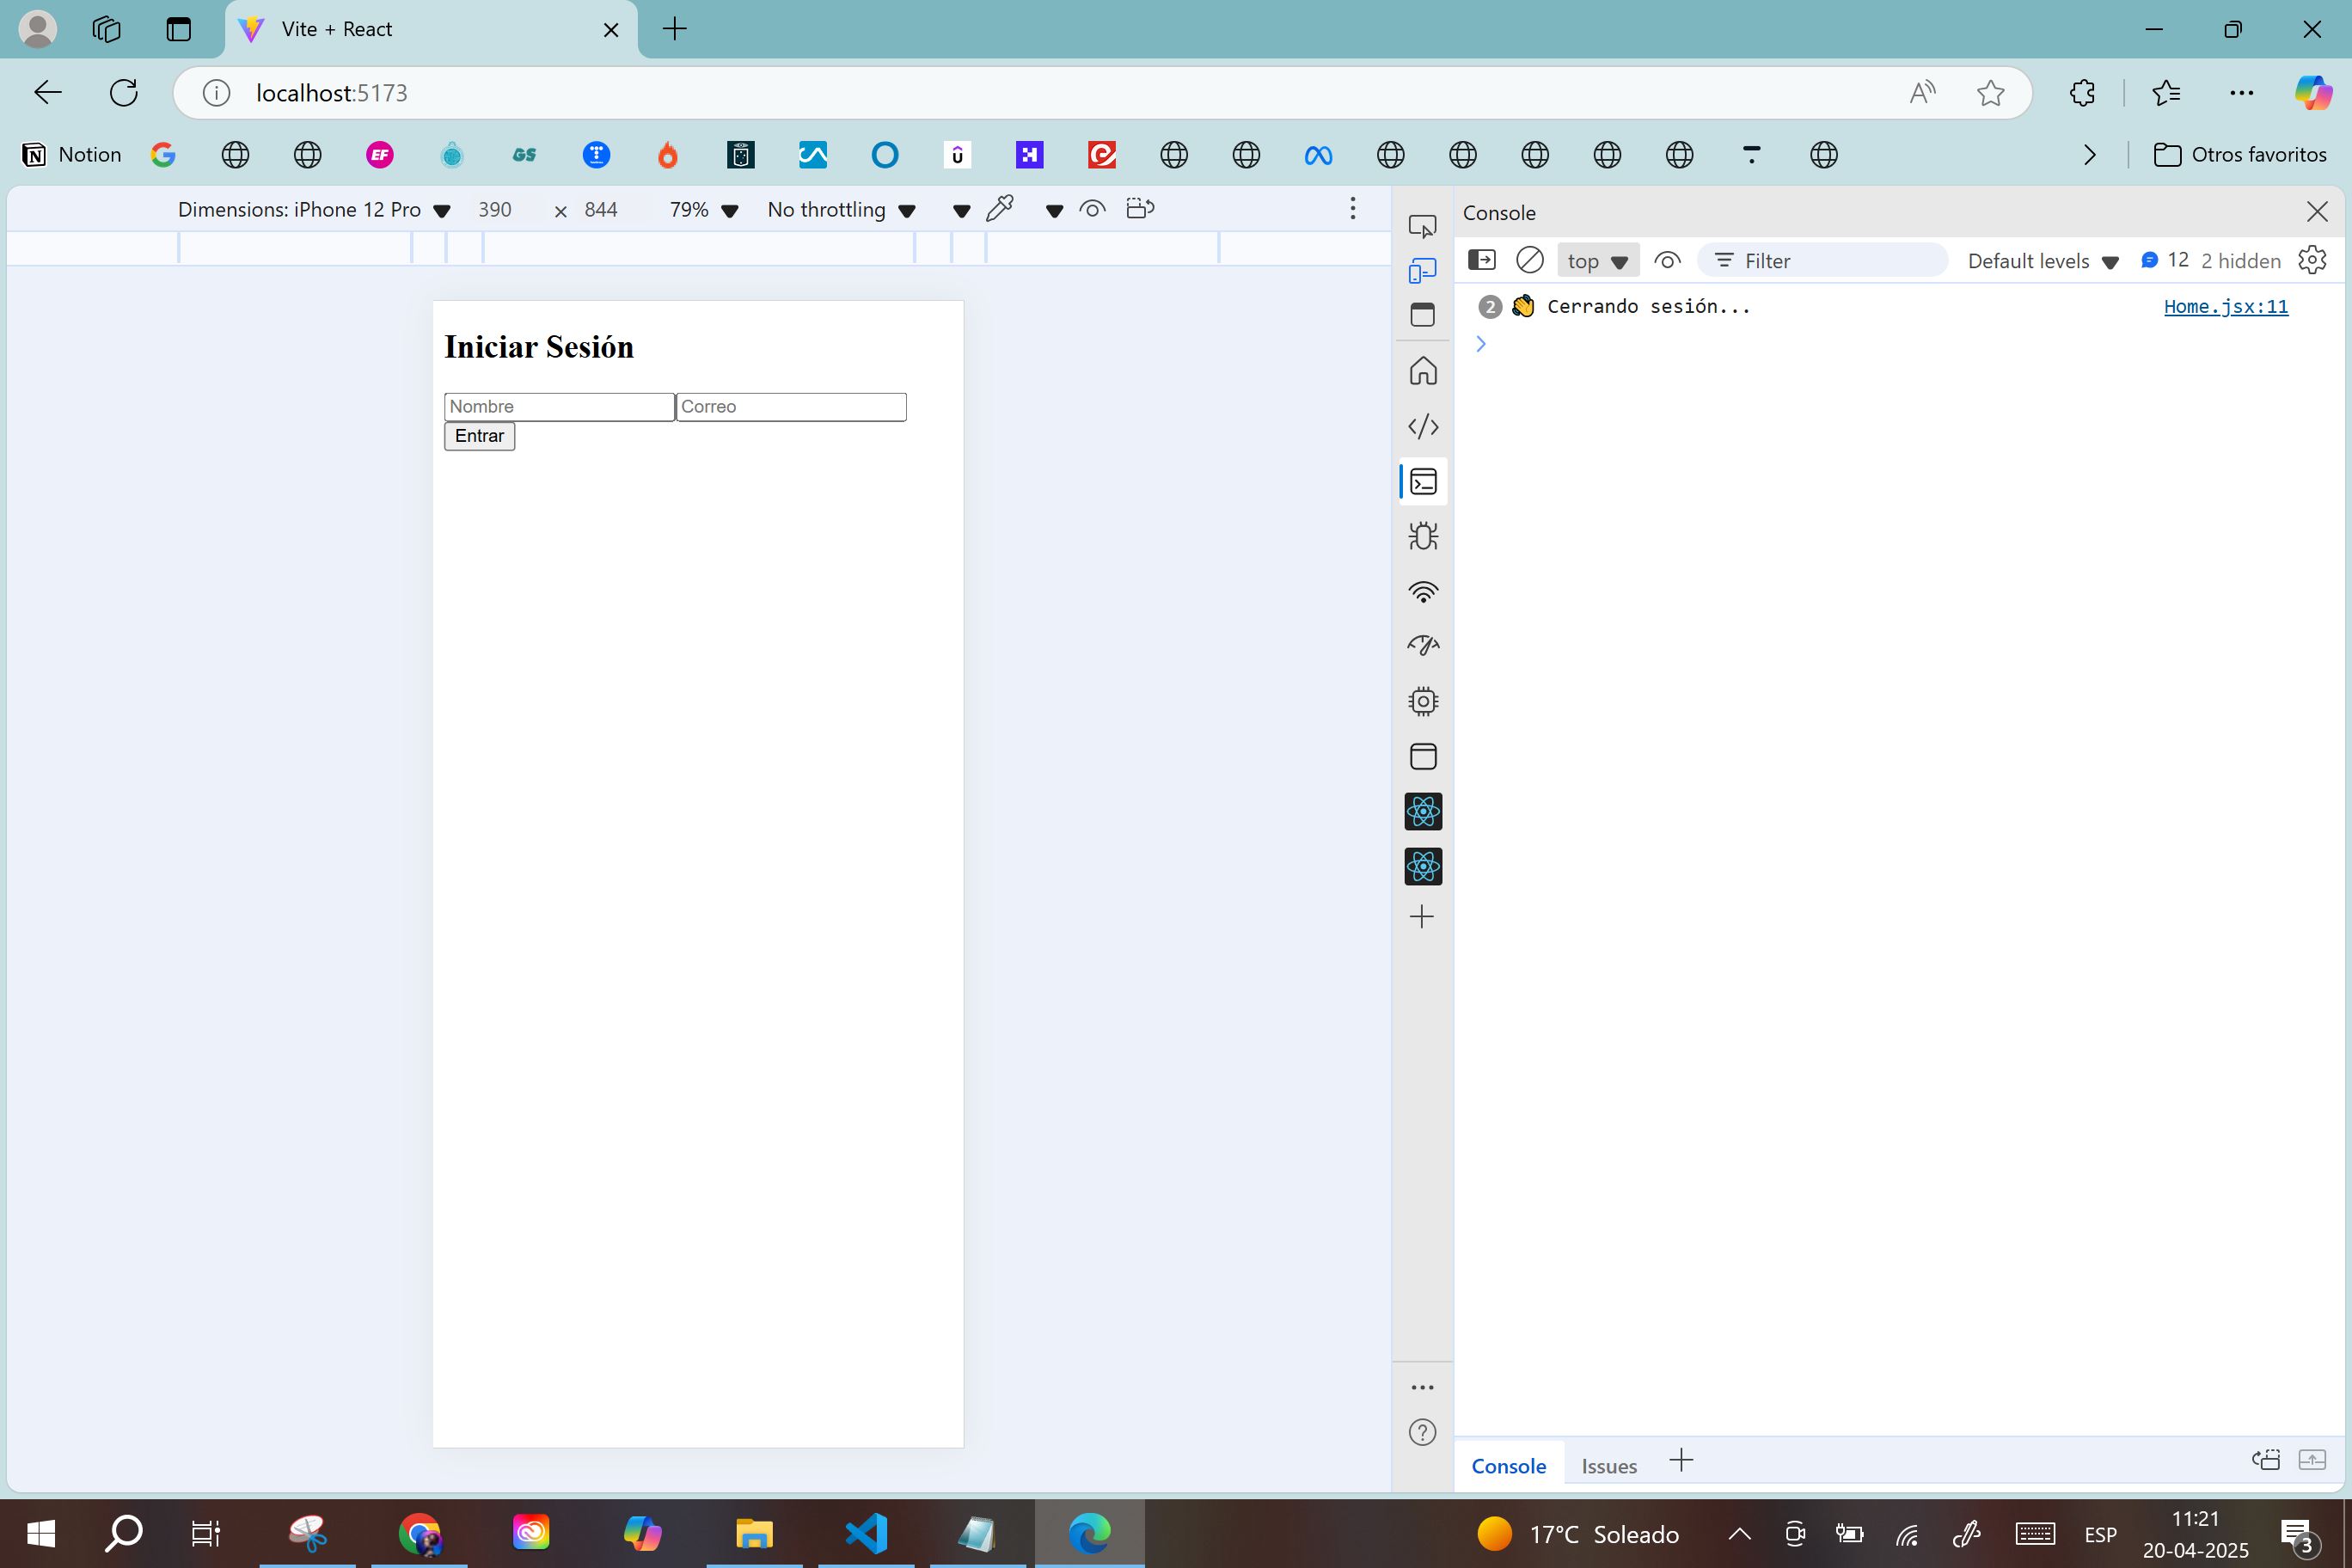 Vite + React
localhost:5173
Notion
EF
GS
Otros favoritos
Dimensions: iPhone 12 Pro 390 × 844 79% No throttling
Console
top Filter Default levels 12 2 hidden
2 👏 Cerrando sesión... Home.jsx:11
Iniciar Sesión
Nombre Correo
Entrar
Console Issues
17°C Soleado
ESP
11:21
20-04-2025
3